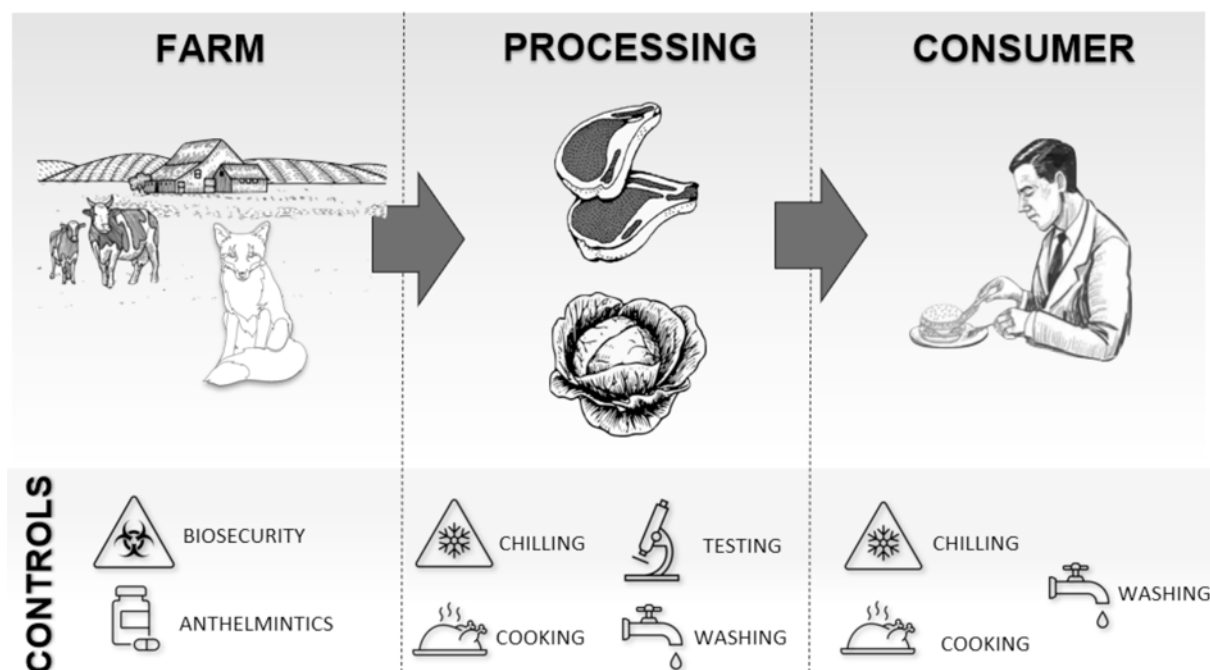 FARM
PROCESSING
CONSUMER
CONTROLS
BIOSECURITY
ANTHELMINTICS
CHILLING
TESTING
COOKING
WASHING
CHILLING
WASHING
COOKING